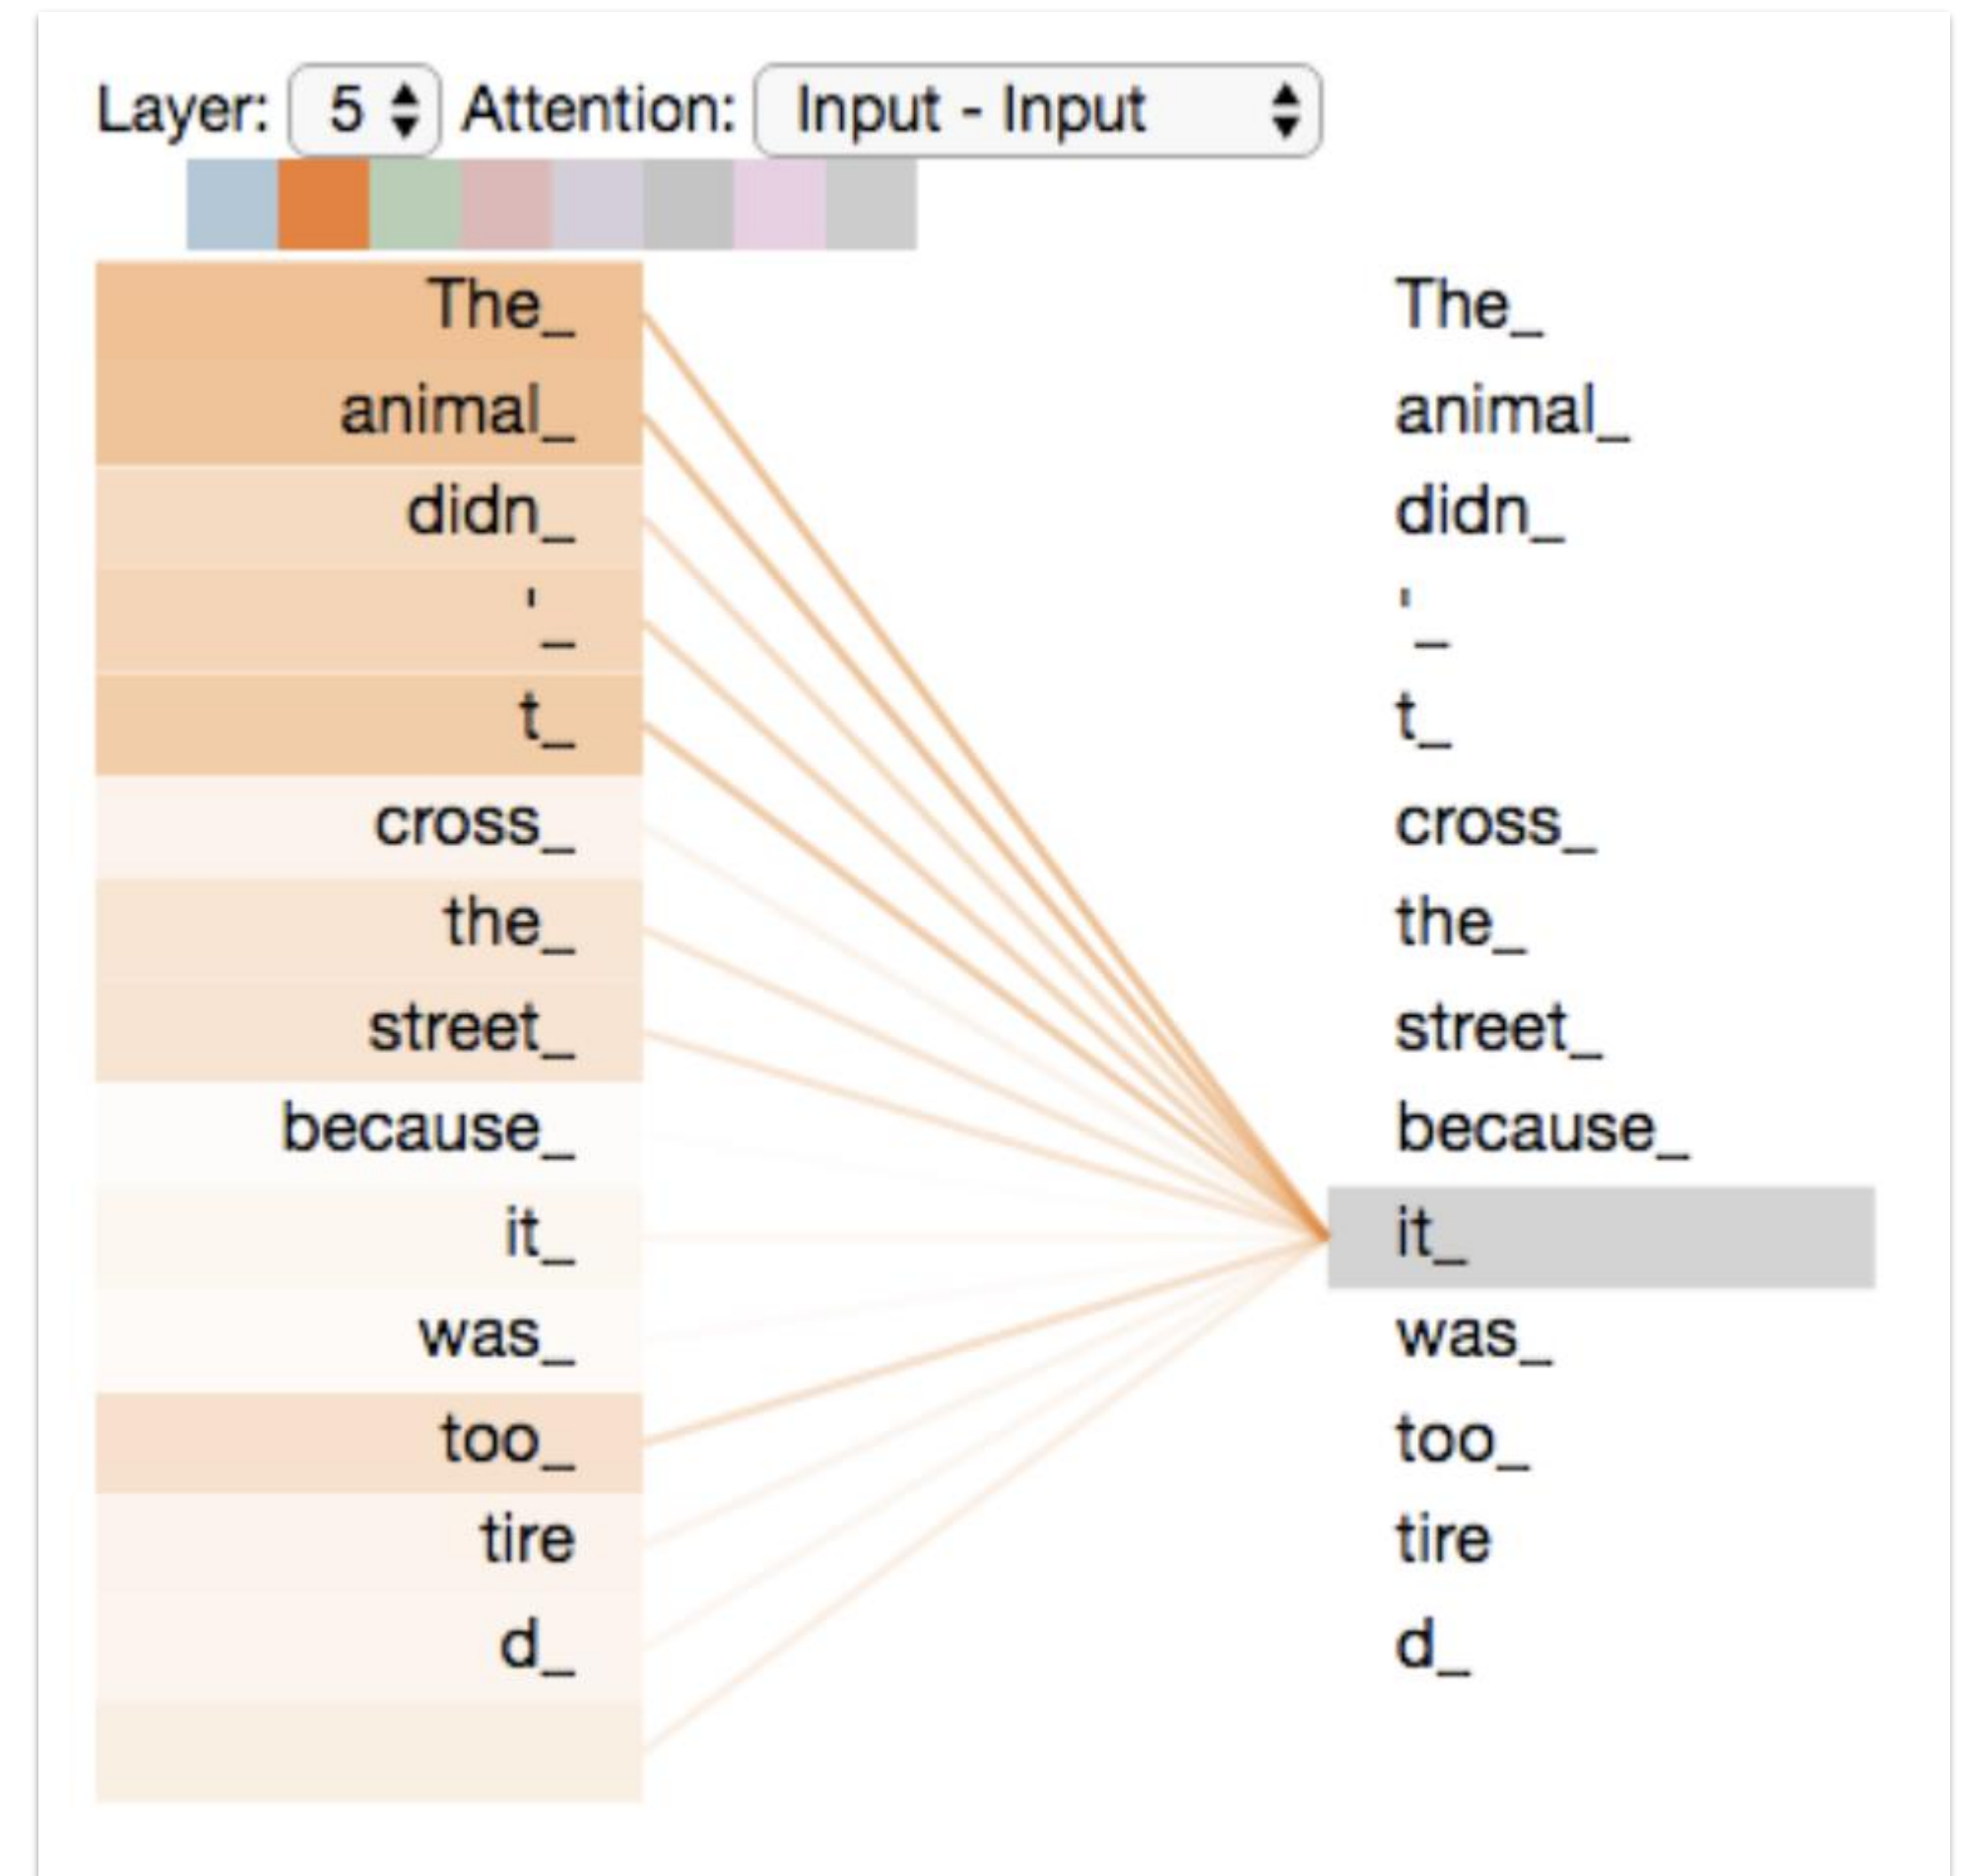 Layer: 5 Attention: Input - Input
The_ The_
animal_ animal_
didn_ didn_
'_ '_
t_ t_
cross_ cross_
the_ the_
street_ street_
because_ because_
it_ it_
was_ was_
too_ too_
tire tire
d_ d_